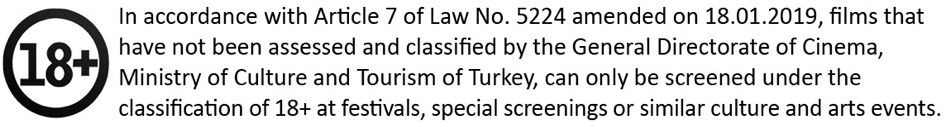 18+
In accordance with Article 7 of Law No. 5224 amended on 18.01.2019, films that
have not been assessed and classified by the General Directorate of Cinema,
Ministry of Culture and Tourism of Turkey, can only be screened under the
classification of 18+ at festivals, special screenings or similar culture and arts events.